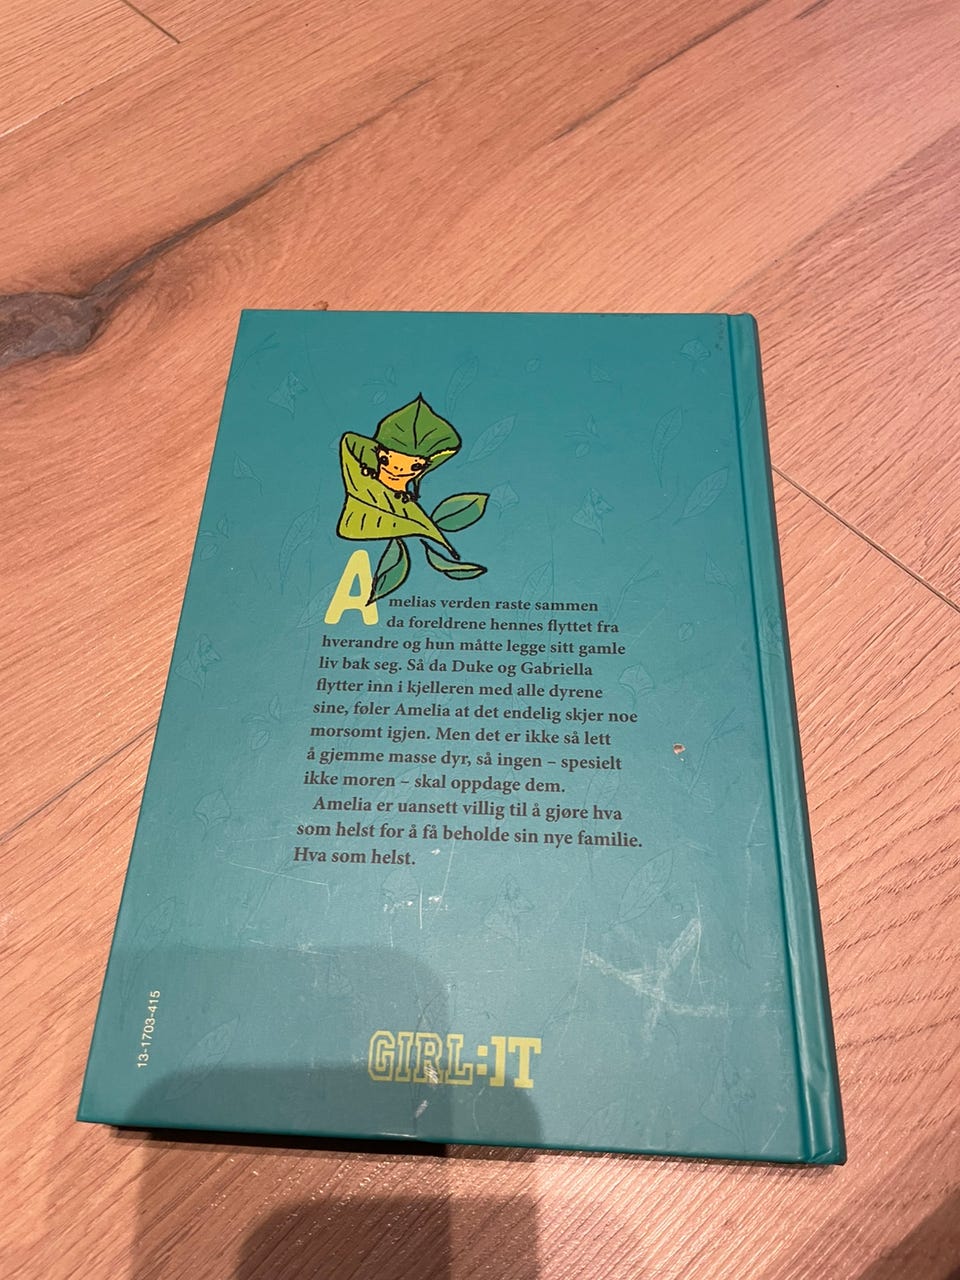 Amelias verden raste sammen
da foreldrene hennes flyttet fra
hverandre og hun måtte legge sitt gamle
liv bak seg. Så da Duke og Gabriella
flytter inn i kjelleren med alle dyrene
sine, føler Amelia at det endelig skjer noe
morsomt igjen. Men det er ikke så lett
å gjemme masse dyr, så ingen – spesielt
ikke moren – skal oppdage dem.
Amelia er uansett villig til å gjøre hva
som helst for å få beholde sin nye familie.
Hva som helst.
13-1703-415
GIRL:IT